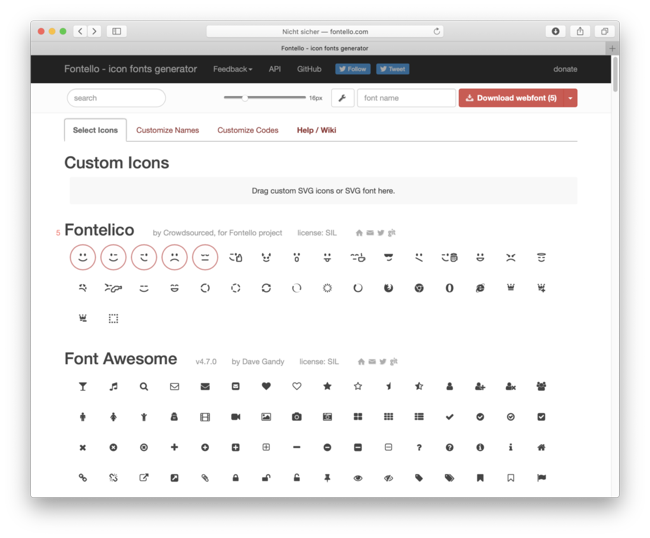 Nicht sicher — fontello.com
Fontello - icon fonts generator
Fontello - icon fonts generator Feedback API GitHub Follow Tweet donate
search 16px font name Download webfont (5)
Select Icons Customize Names Customize Codes Help / Wiki
Custom Icons
Drag custom SVG icons or SVG font here.
5 Fontelico by Crowdsourced, for Fontello project license: SIL
Font Awesome v4.7.0 by Dave Gandy license: SIL